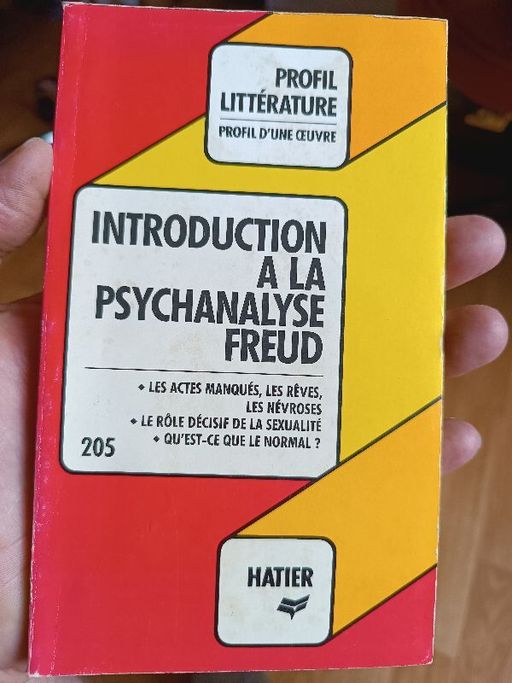 PROFIL
LITTÉRATURE
PROFIL D'UNE ŒUVRE
INTRODUCTION
A LA
PSYCHANALYSE
FREUD
• LES ACTES MANQUÉS, LES RÊVES,
LES NÉVROSES
• LE RÔLE DÉCISIF DE LA SEXUALITÉ
• QU'EST-CE QUE LE NORMAL ?
205
HATIER